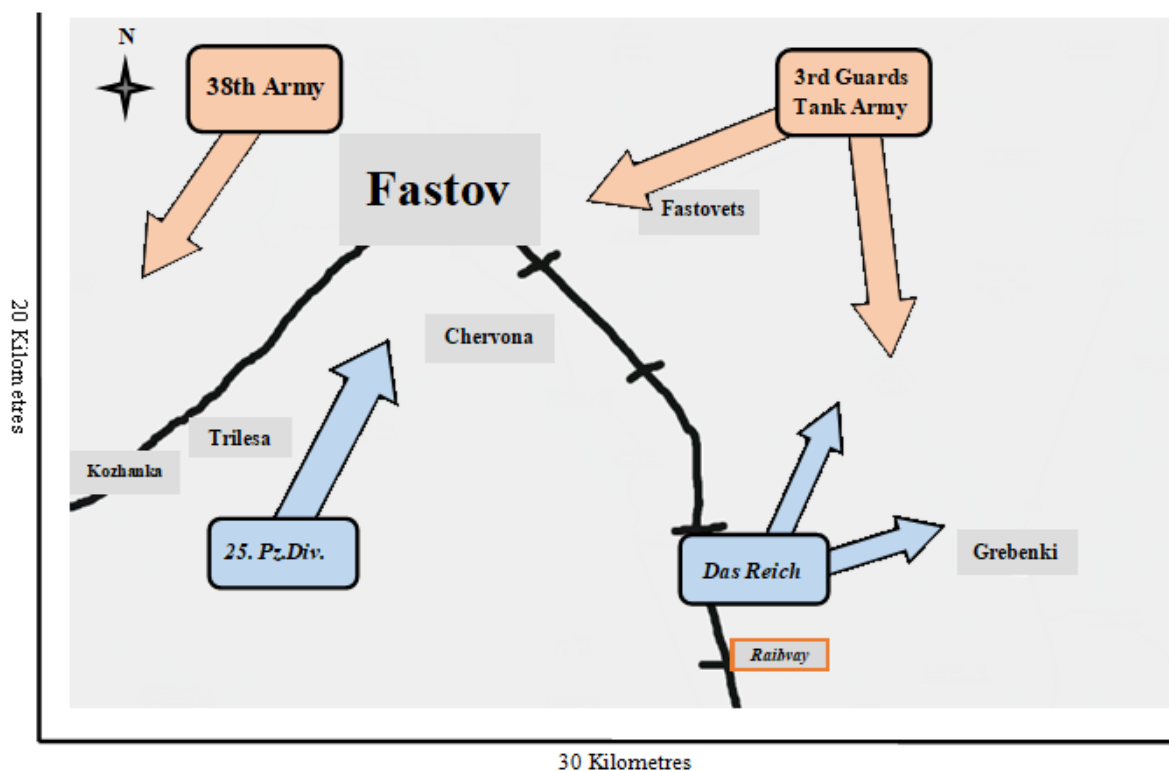 N
38th Army
3rd Guards
Tank Army
Fastov
Fastovets
Chervona
20 Kilometres
Trilesa
Kozhanka
25. Pz.Div.
Das Reich
Grebenki
Railway
30 Kilometres